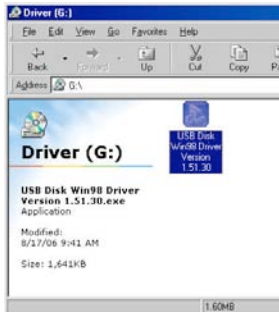 Driver (G:)
File Edit View Go Favorites Help
Back Forward Up Cut Copy
Address G:\
Driver (G:)
USB Disk Win98 Driver
Version 1.51.30.exe
Application
Modified:
8/17/06 9:41 AM
Size: 1,641KB
USB Disk
Win98 Driver
Version
1.51.30
1.60MB